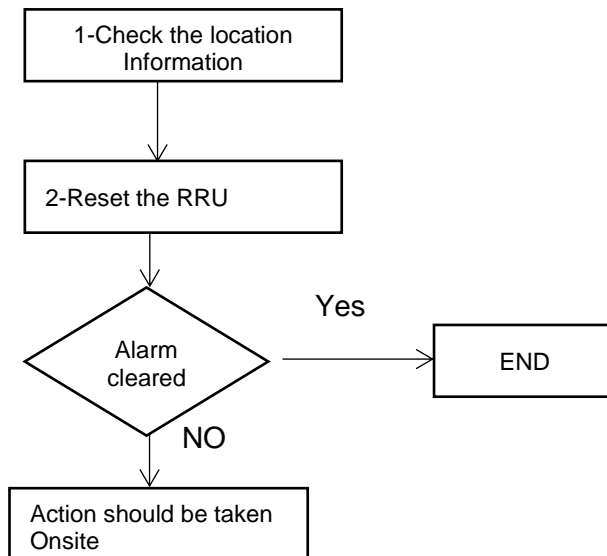 1-Check the location
Information
2-Reset the RRU
Yes
Alarm
cleared
END
NO
Action should be taken
Onsite